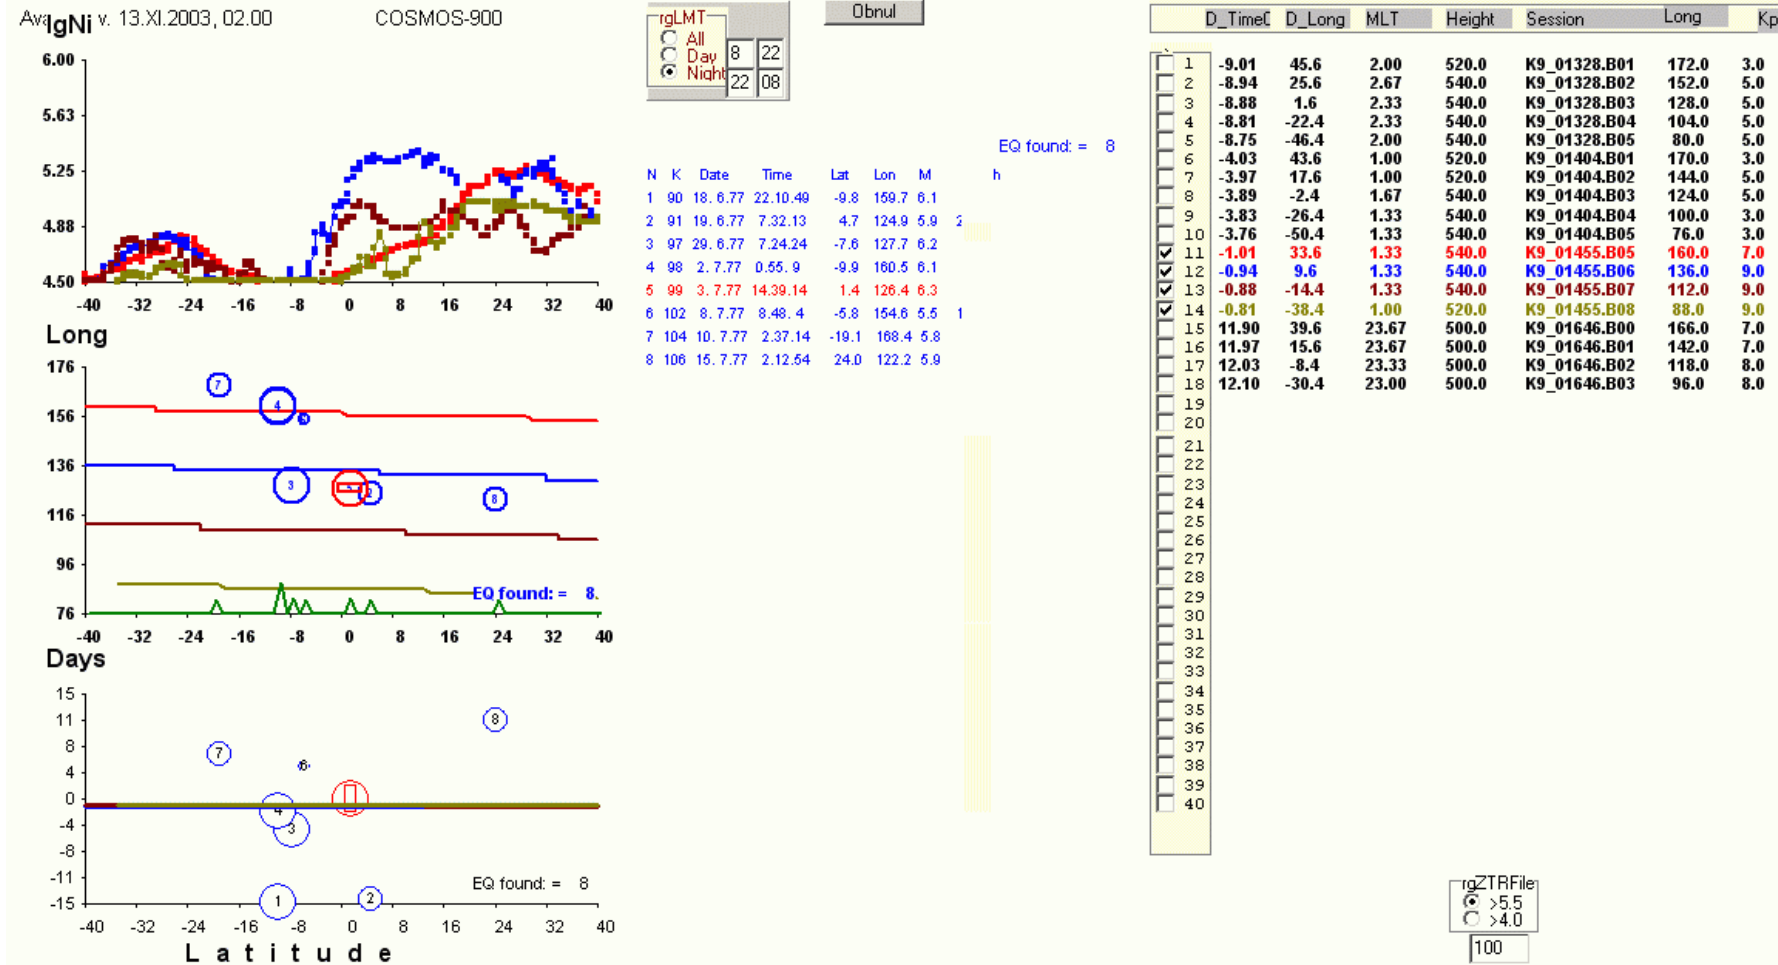 Ava v. 13.XI.2003, 02.00 COSMOS-900
lgNi
6.00
5.63
5.25
4.88
4.50
-40 -32 -24 -16 -8 0 8 16 24 32 40
Long
176
156
136
116
96
76
7
4
3
2
8
EQ found: = 8
-40 -32 -24 -16 -8 0 8 16 24 32 40
Days
15
11
8
4
0
-4
-8
-11
-15
8
7
6
4
3
1
2
EQ found: = 8
-40 -32 -24 -16 -8 0 8 16 24 32 40
Latitude
rgLMT
All
Day 8 22
Night 22 08
Obnul
EQ found: = 8
N K Date Time Lat Lon M h
1 90 18. 6.77 22.10.49 -9.8 159.7 6.1
2 91 19. 6.77 7.32.13 4.7 124.9 5.9 2
3 97 29. 6.77 7.24.24 -7.6 127.7 6.2
4 98 2. 7.77 0.55. 9 -9.9 160.5 6.1
5 99 3. 7.77 14.39.14 1.4 126.4 6.3
6 102 8. 7.77 8.48. 4 -5.8 154.6 5.5 1
7 104 10. 7.77 2.37.14 -19.1 168.4 5.8
8 106 15. 7.77 2.12.54 24.0 122.2 5.9
D_TimeC D_Long MLT Height Session Long Kp
1 -9.01 45.6 2.00 520.0 K9_01328.B01 172.0 3.0
2 -8.94 25.6 2.67 540.0 K9_01328.B02 152.0 5.0
3 -8.88 1.6 2.33 540.0 K9_01328.B03 128.0 5.0
4 -8.81 -22.4 2.33 540.0 K9_01328.B04 104.0 5.0
5 -8.75 -46.4 2.00 540.0 K9_01328.B05 80.0 5.0
6 -4.03 43.6 1.00 520.0 K9_01404.B01 170.0 3.0
7 -3.97 17.6 1.00 520.0 K9_01404.B02 144.0 5.0
8 -3.89 -2.4 1.67 540.0 K9_01404.B03 124.0 5.0
9 -3.83 -26.4 1.33 540.0 K9_01404.B04 100.0 3.0
10 -3.76 -50.4 1.33 540.0 K9_01404.B05 76.0 3.0
11 -1.01 33.6 1.33 540.0 K9_01455.B05 160.0 7.0
12 -0.94 9.6 1.33 540.0 K9_01455.B06 136.0 9.0
13 -0.88 -14.4 1.33 540.0 K9_01455.B07 112.0 9.0
14 -0.81 -38.4 1.00 520.0 K9_01455.B08 88.0 9.0
15 11.90 39.6 23.67 500.0 K9_01646.B00 166.0 7.0
16 11.97 15.6 23.67 500.0 K9_01646.B01 142.0 7.0
17 12.03 -8.4 23.33 500.0 K9_01646.B02 118.0 8.0
18 12.10 -30.4 23.00 500.0 K9_01646.B03 96.0 8.0
19
20
21
22
23
24
25
26
27
28
29
30
31
32
33
34
35
36
37
38
39
40
rgZTRFile
>5.5
>4.0
100